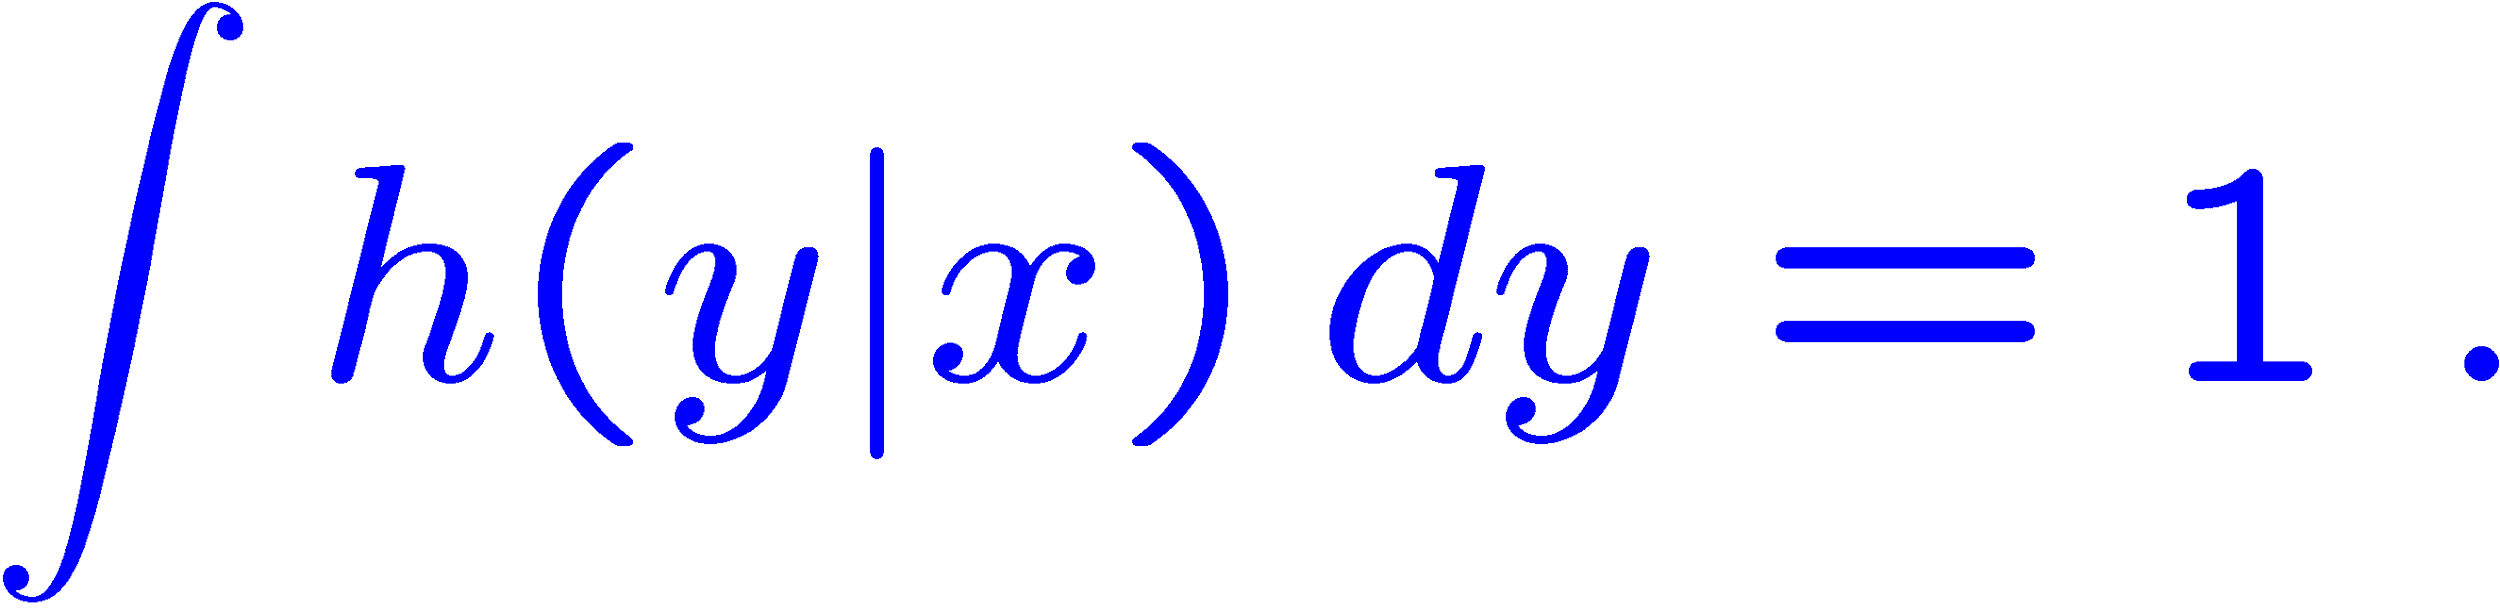 ∫ h(y|x) dy = 1 .